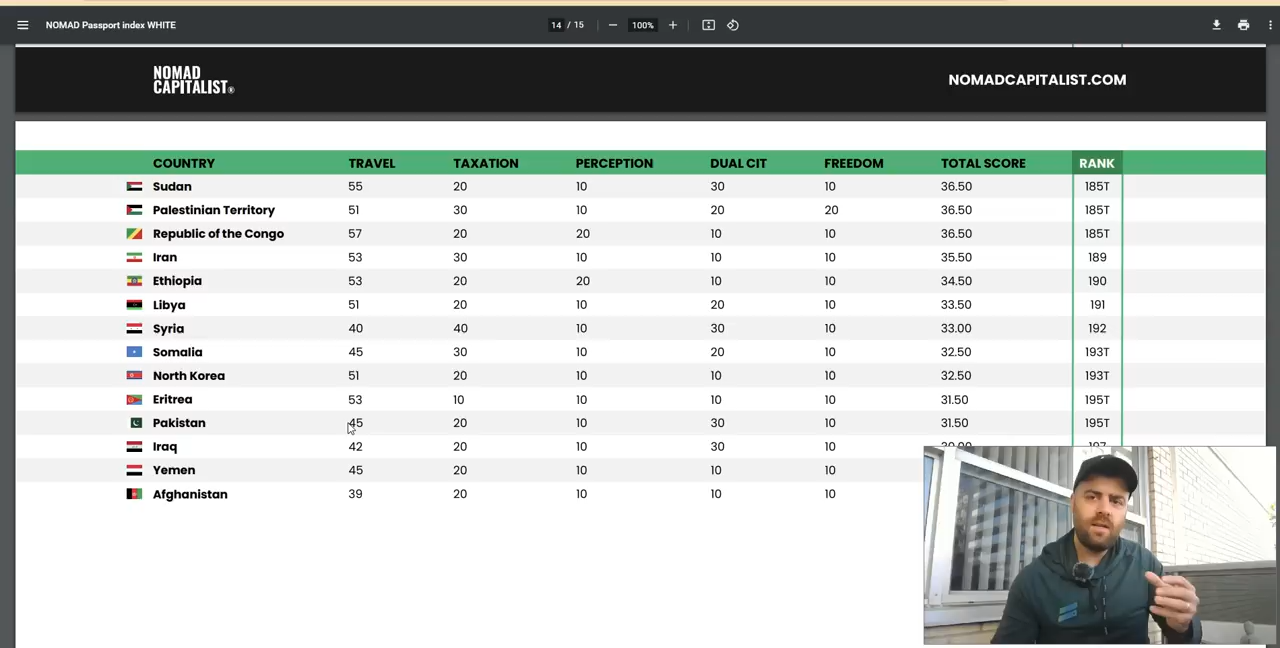 NOMAD Passport index WHITE 14 / 15 100%
NOMAD CAPITALIST® NOMADCAPITALIST.COM
COUNTRY TRAVEL TAXATION PERCEPTION DUAL CIT FREEDOM TOTAL SCORE RANK
Sudan 55 20 10 30 10 36.50 185T
Palestinian Territory 51 30 10 20 20 36.50 185T
Republic of the Congo 57 20 20 10 10 36.50 185T
Iran 53 30 10 10 10 35.50 189
Ethiopia 53 20 20 10 10 34.50 190
Libya 51 20 10 20 10 33.50 191
Syria 40 40 10 30 10 33.00 192
Somalia 45 30 10 20 10 32.50 193T
North Korea 51 20 10 10 10 32.50 193T
Eritrea 53 10 10 10 10 31.50 195T
Pakistan 45 20 10 30 10 31.50 195T
Iraq 42 20 10 30 10
Yemen 45 20 10 10 10
Afghanistan 39 20 10 10 10